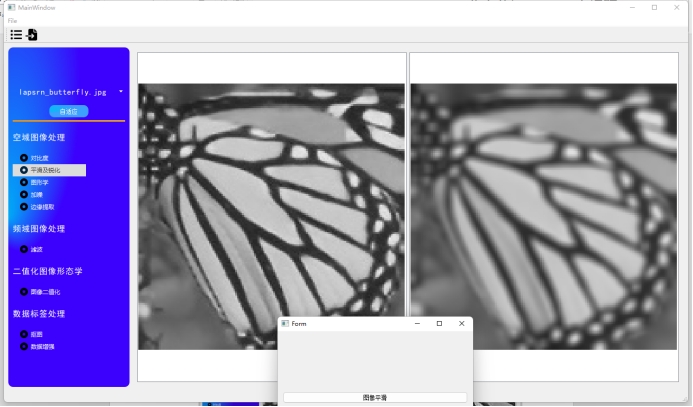 MainWindow
File
lapsrn_butterfly.jpg
自适应
空域图像处理
对比度
平滑及锐化
图形学
加噪
边缘提取
频域图像处理
滤波
二值化图像形态学
图像二值化
数据标签处理
抠图
数据增强
Form
图像平滑